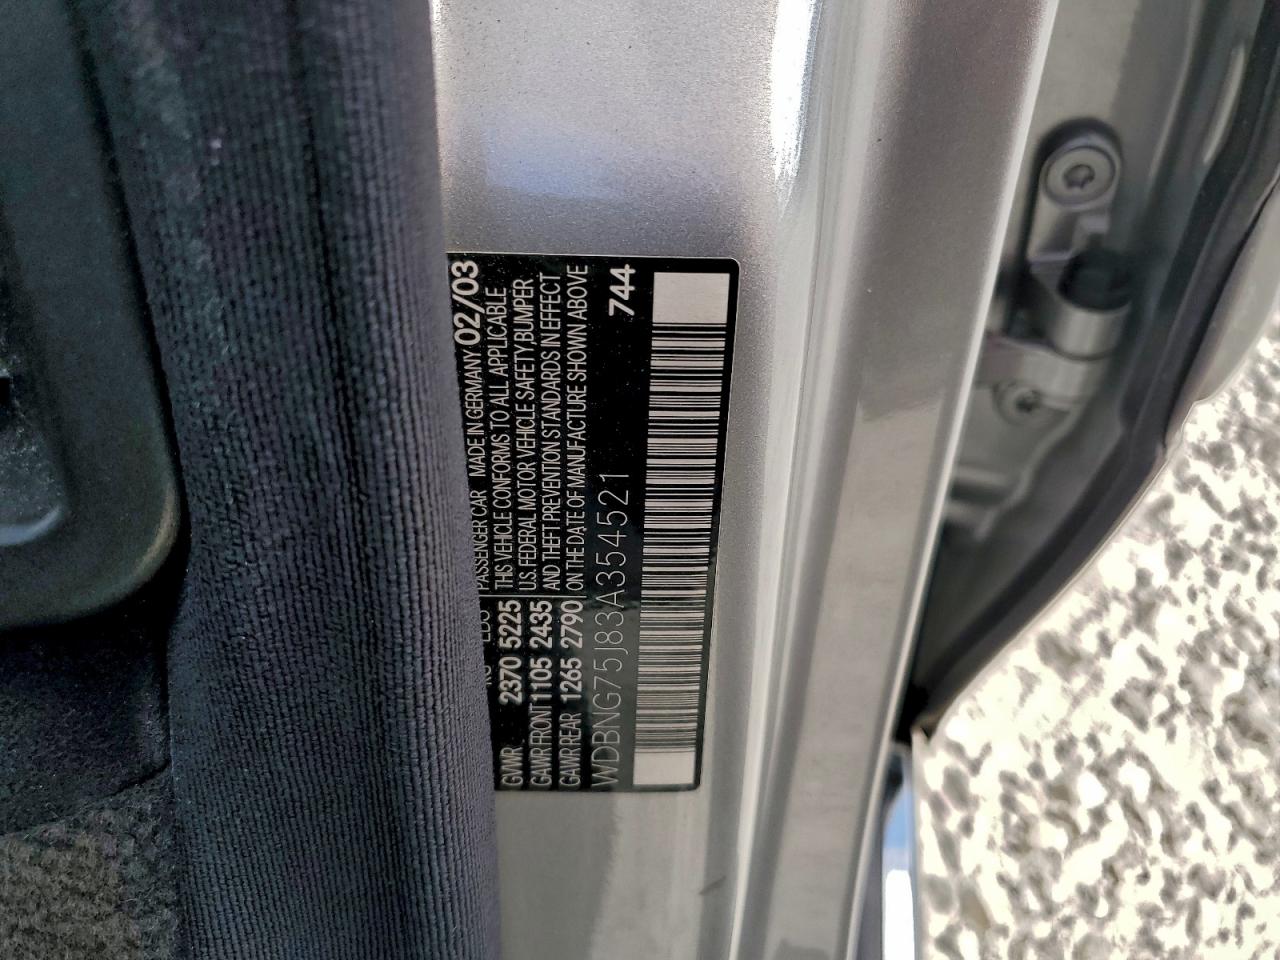 PASSENGER CAR MADE IN GERMANY 02/03
THIS VEHICLE CONFORMS TO ALL APPLICABLE
U.S. FEDERAL MOTOR VEHICLE SAFETY, BUMPER
AND THEFT PREVENTION STANDARDS IN EFFECT
ON THE DATE OF MANUFACTURE SHOWN ABOVE
GVWR 2370 5225
GAWR FRONT 1105 2435
GAWR REAR 1265 2790
WDBNG75J83A354521
744